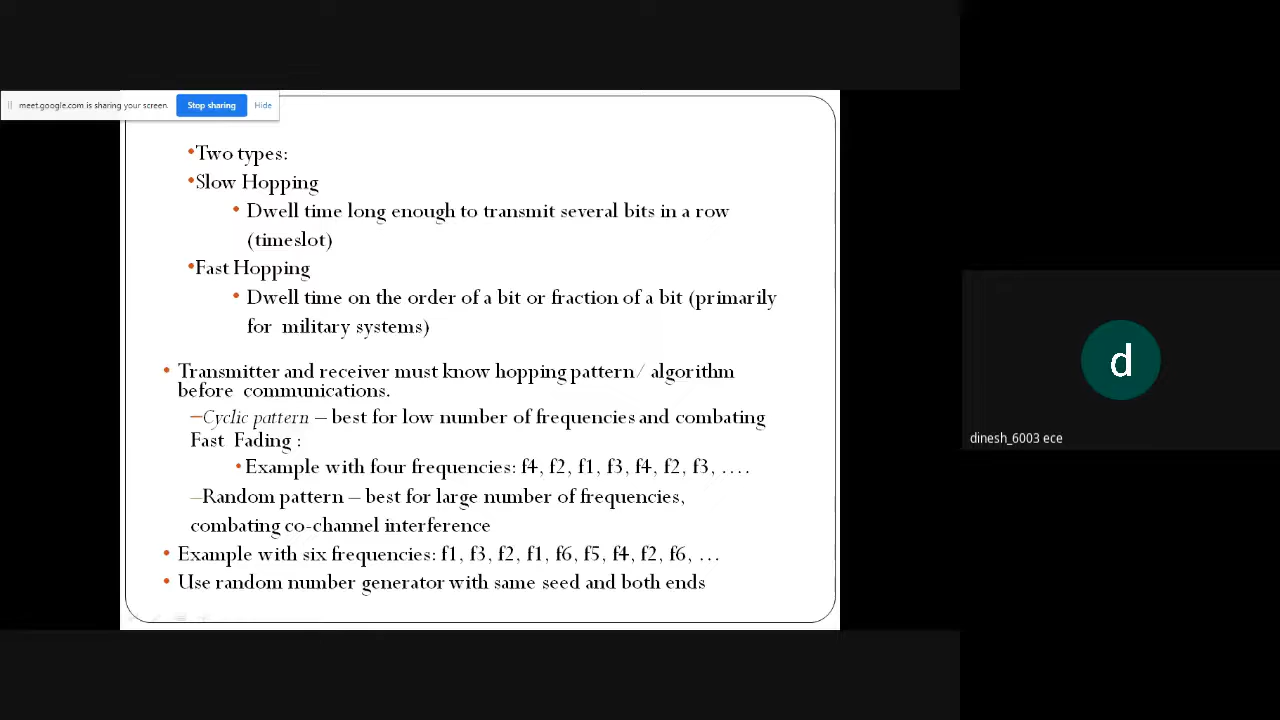 meet.google.com is sharing your screen.
Stop sharing
Hide
•Two types:
•Slow Hopping
• Dwell time long enough to transmit several bits in a row
(timeslot)
•Fast Hopping
• Dwell time on the order of a bit or fraction of a bit (primarily
for military systems)
• Transmitter and receiver must know hopping pattern/ algorithm
before communications.
–Cyclic pattern – best for low number of frequencies and combating
Fast Fading :
• Example with four frequencies: f4, f2, f1, f3, f4, f2, f3, ….
–Random pattern – best for large number of frequencies,
combating co-channel interference
• Example with six frequencies: f1, f3, f2, f1, f6, f5, f4, f2, f6, …
• Use random number generator with same seed and both ends
d
dinesh_6003 ece